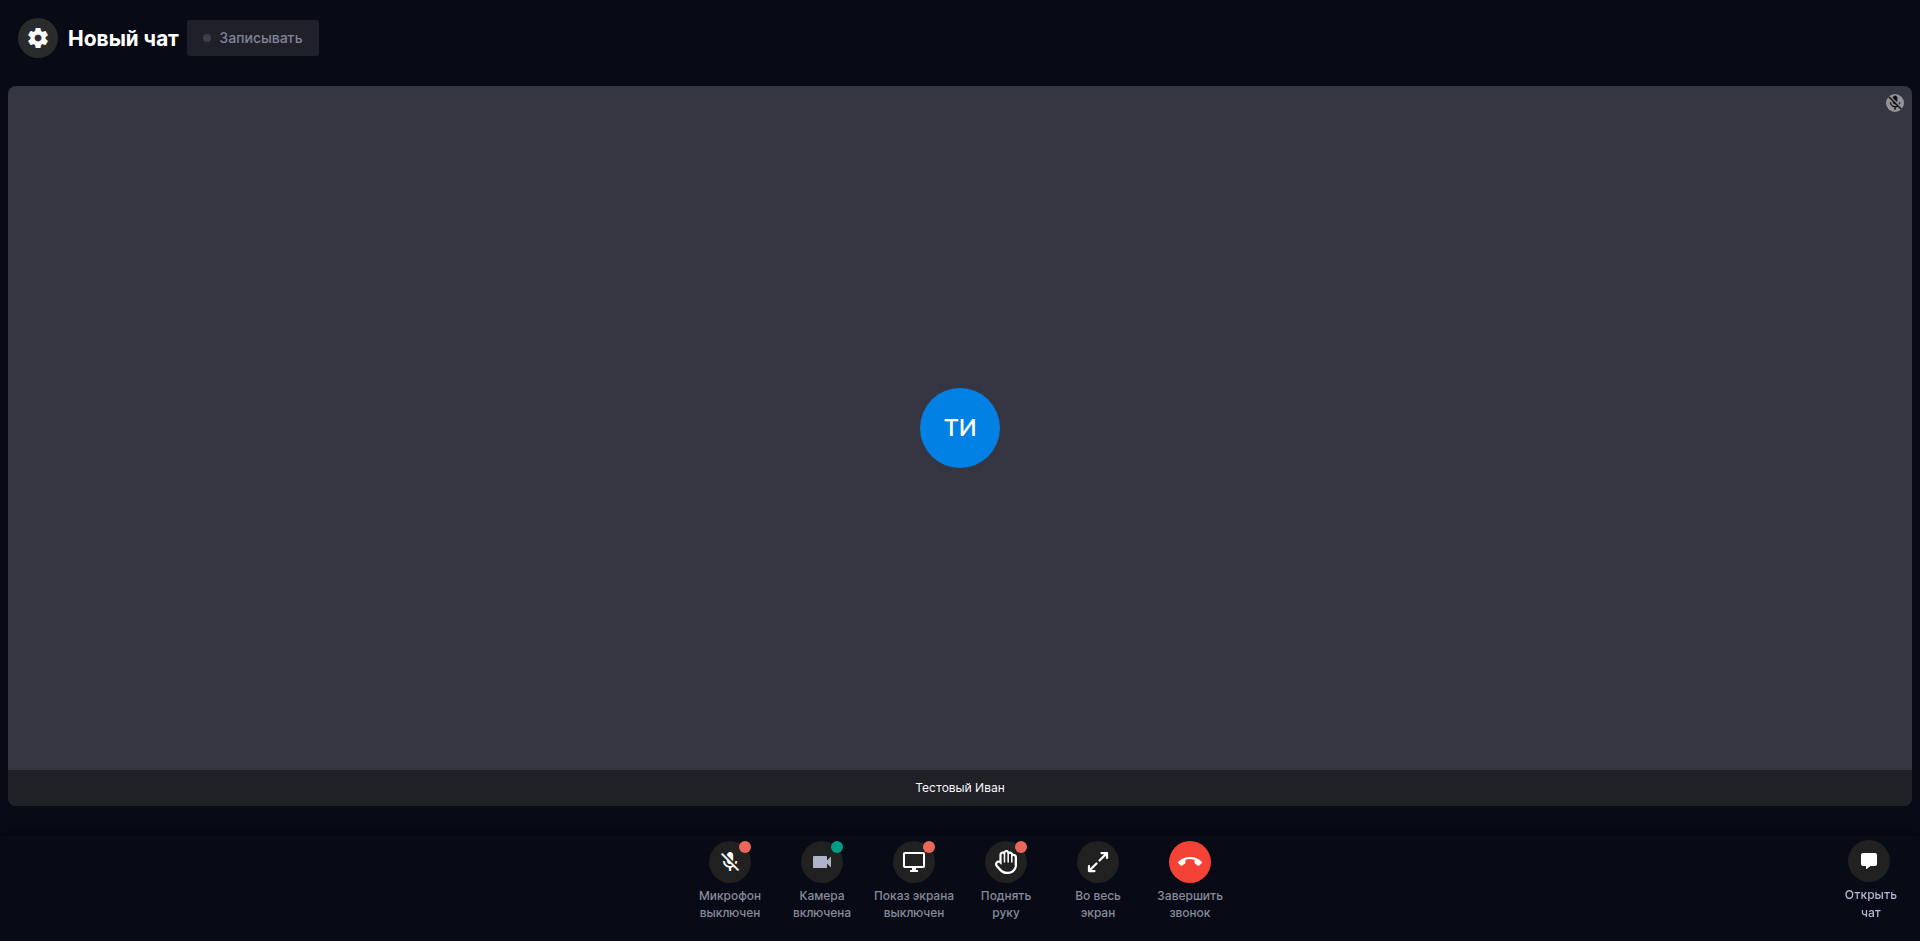 Новый чат
Записывать
ТИ
Тестовый Иван
Микрофон
выключен
Камера
включена
Показ экрана
выключен
Поднять
руку
Во весь
экран
Завершить
звонок
Открыть
чат